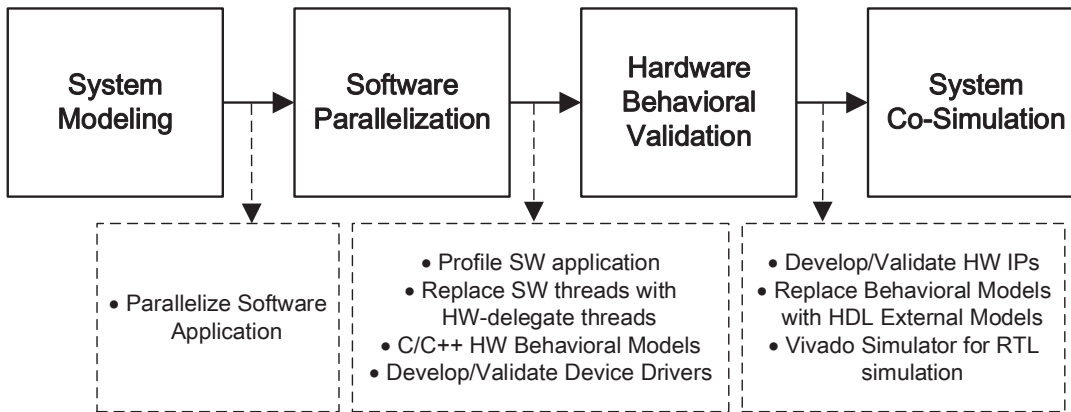 System
Modeling
Software
Parallelization
Hardware
Behavioral
Validation
System
Co-Simulation
• Parallelize Software
Application
• Profile SW application
• Replace SW threads with
HW-delegate threads
• C/C++ HW Behavioral Models
• Develop/Validate Device Drivers
• Develop/Validate HW IPs
• Replace Behavioral Models
with HDL External Models
• Vivado Simulator for RTL
simulation